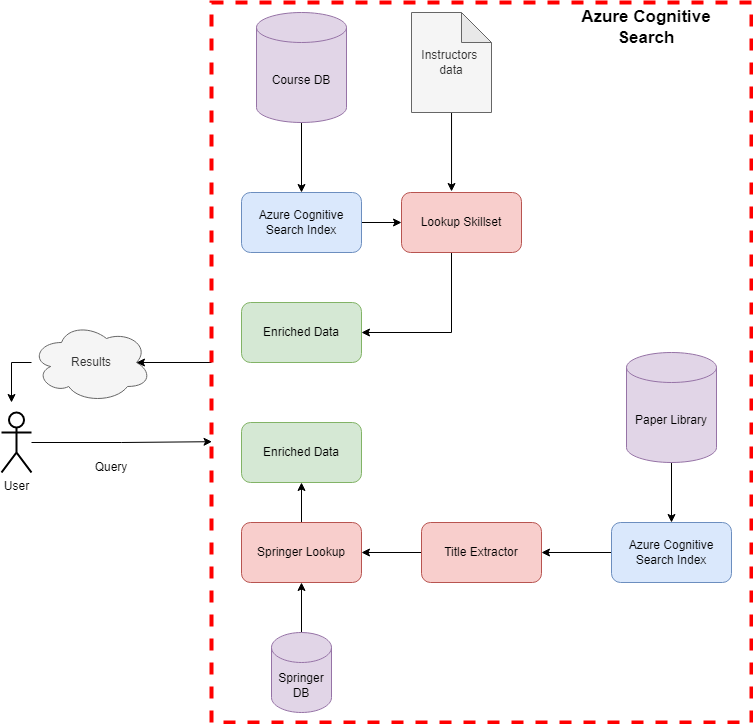 Azure Cognitive
Search
Course DB
Instructors
data
Azure Cognitive
Search Index
Lookup Skillset
Enriched Data
Results
Paper Library
Enriched Data
Query
User
Springer Lookup
Title Extractor
Azure Cognitive
Search Index
Springer
DB